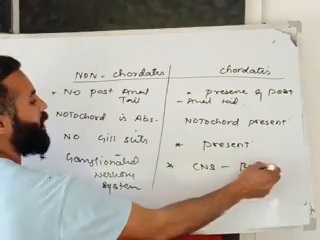 NON-Chordates
* No post Anal
Tail
NOTOchord is Abs.
NO Gill slits
* Ganglionated
Nervous
System
Chordates
* presene of post
-Anal tail.
NOTOchord present
* Present
* CNS -